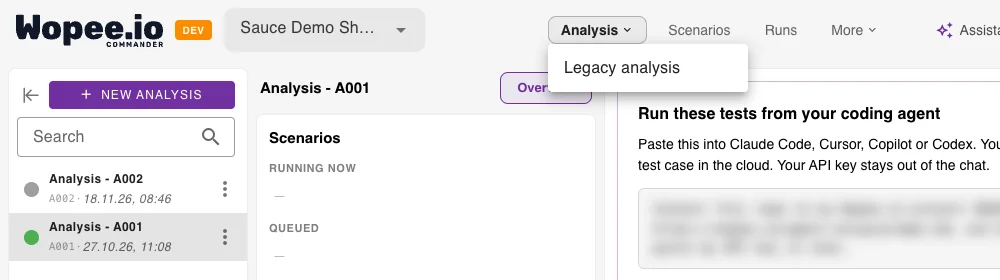 Wopee.io
COMMANDER
DEV
Sauce Demo Sh...
Analysis
Scenarios
Runs
More
Legacy analysis
+ NEW ANALYSIS
Search
Analysis - A002
A002 · 18.11.26, 08:46
Analysis - A001
A001 · 27.10.26, 11:08
Analysis - A001
Scenarios
RUNNING NOW
—
QUEUED
—
Run these tests from your coding agent
Paste this into Claude Code, Cursor, Copilot or Codex.
test case in the cloud. Your API key stays out of the chat.